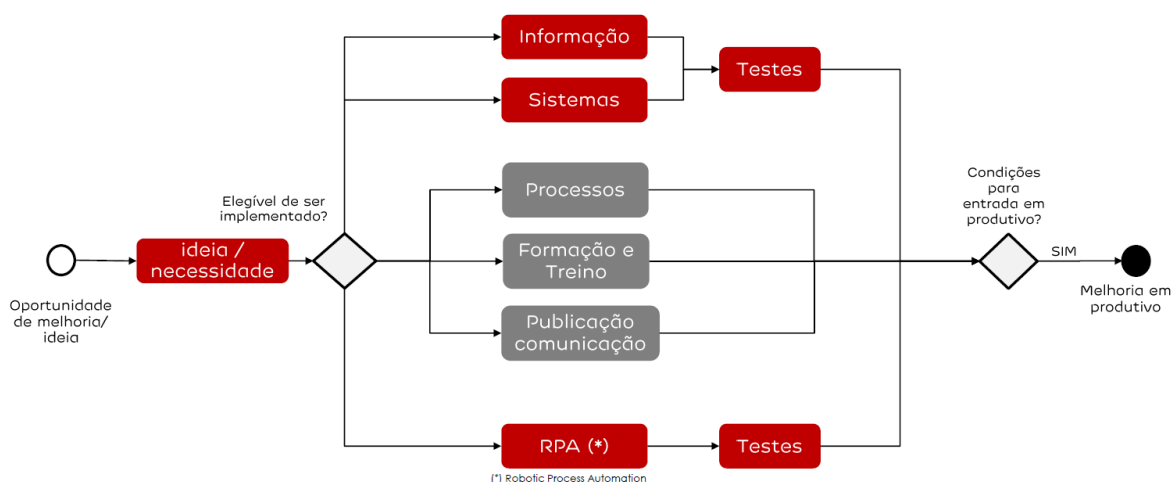 Oportunidade
de melhoria/
ideia
ideia /
necessidade
Elegível de ser
implementado?
Informação
Sistemas
Testes
Processos
Formação e
Treino
Publicação
comunicação
RPA (*)
(*) Robotic Process Automation
Testes
Condições
para
entrada em
produtivo?
SIM
Melhoria em
produtivo